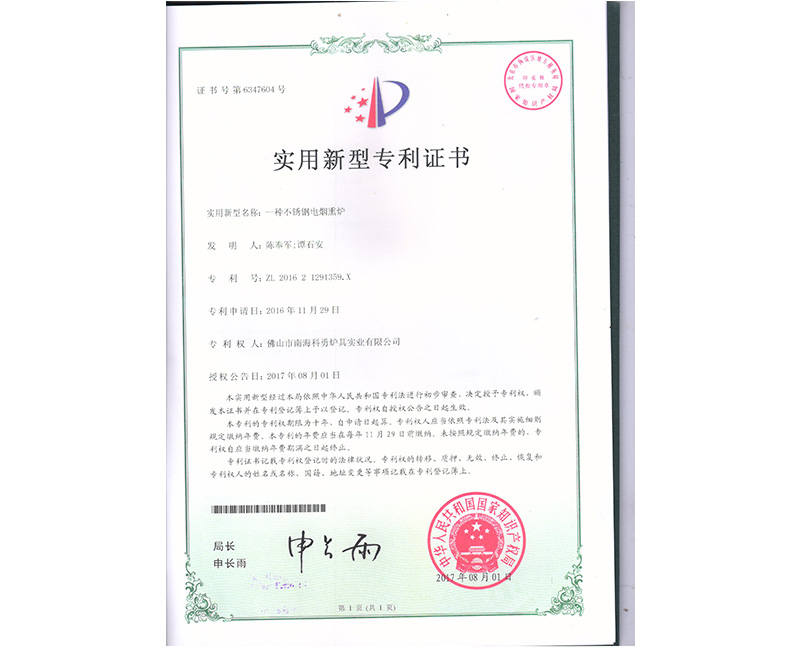 证书号第6347604号
实用新型专利证书
实用新型名称：一种不锈钢电烟熏炉
发 明 人：陈奉军;谭石安
专 利 号：ZL 2016 2 1291359.X
专利申请日：2016年11月29日
专 利 权 人：佛山市南海科勇炉具实业有限公司
授权公告日：2017年08月01日
本实用新型经过本局依照中华人民共和国专利法进行初步审查，决定授予专利权，颁
发本证书并在专利登记簿上予以登记。专利权自授权公告之日起生效。
本专利的专利权期限为十年，自申请日起算。专利权人应当依照专利法及其实施细则
规定缴纳年费。本专利的年费应当在每年11月29日前缴纳。未按照规定缴纳年费的，专
利权自应当缴纳年费期满之日起终止。
专利证书记载专利权登记时的法律状况。专利权的转移、质押、无效、终止、恢复和
专利权人的姓名或名称、国籍、地址变更等事项记载在专利登记簿上。
局长
申长雨
申长雨
中华人民共和国国家知识产权局
2017年08月01日
第1页(共1页)